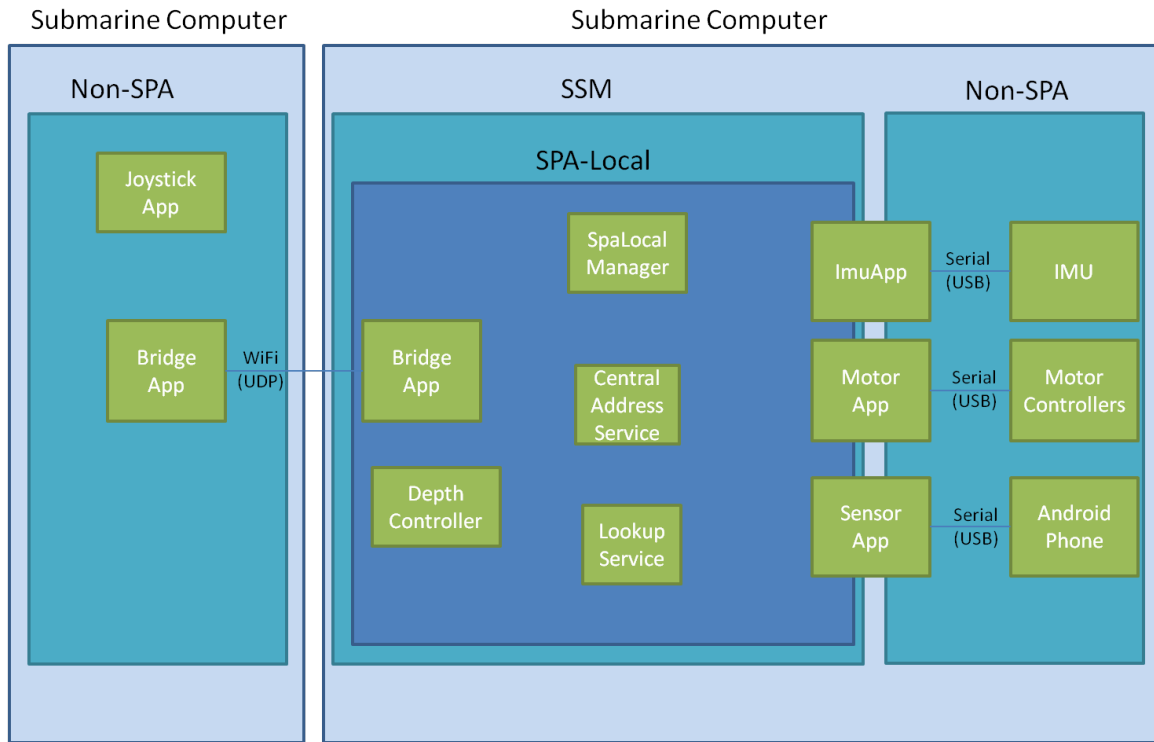 Submarine Computer
Submarine Computer
Non-SPA
SSM
Non-SPA
SPA-Local
Joystick
App
Bridge
App
WiFi
(UDP)
Bridge
App
Depth
Controller
SpaLocal
Manager
Central
Address
Service
Lookup
Service
ImuApp
Serial
(USB)
IMU
Motor
App
Serial
(USB)
Motor
Controllers
Sensor
App
Serial
(USB)
Android
Phone